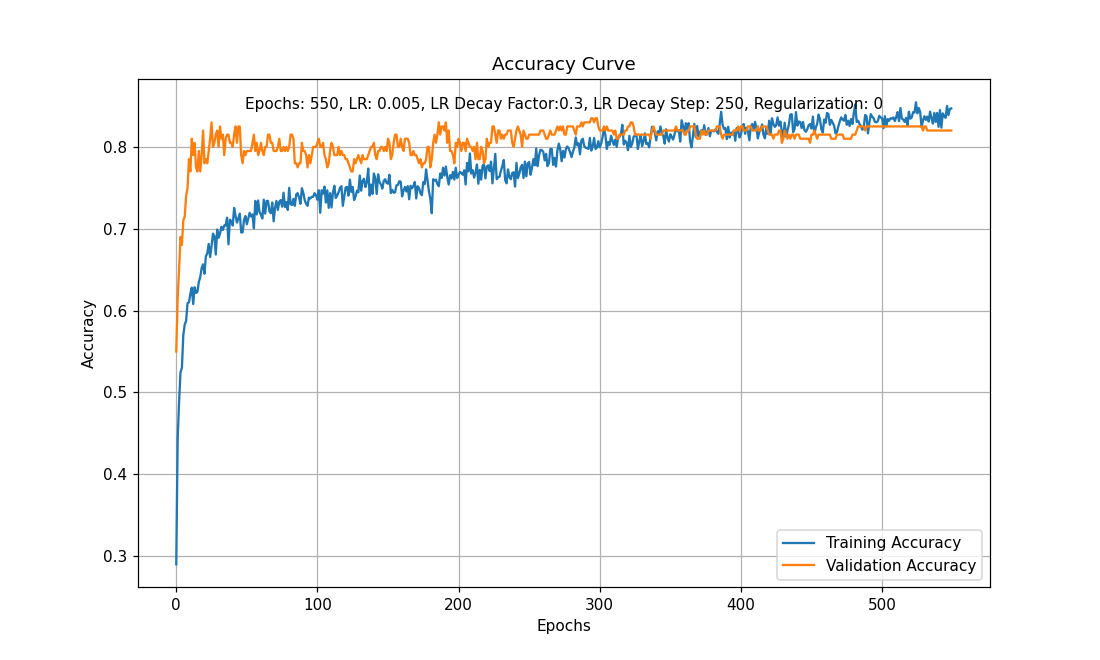 Accuracy Curve
Epochs: 550, LR: 0.005, LR Decay Factor:0.3, LR Decay Step: 250, Regularization: 0
0.8
0.7
0.6
0.5
0.4
0.3
Accuracy
Training Accuracy
Validation Accuracy
0 100 200 300 400 500
Epochs